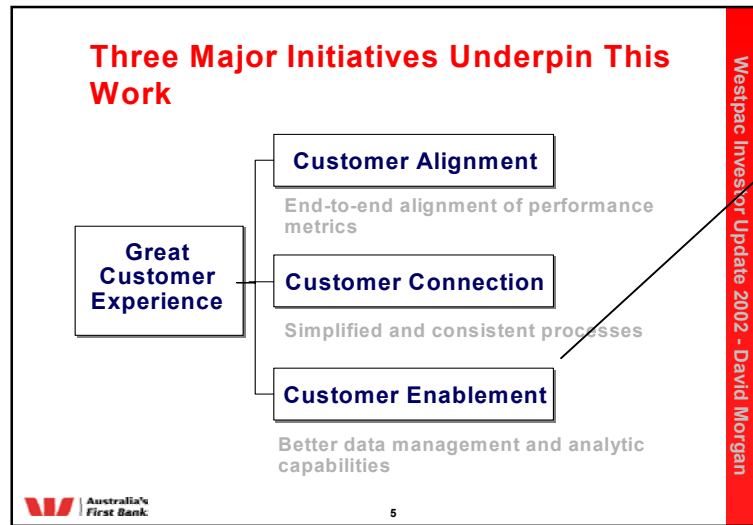 Three Major Initiatives Underpin This
Work
Customer Alignment
End-to-end alignment of performance
metrics
Great
Customer
Experience
Customer Connection
Simplified and consistent processes
Customer Enablement
Better data management and analytic
capabilities
Australia's
First Bank.
5
Westpac Investor Update 2002 - David Morgan